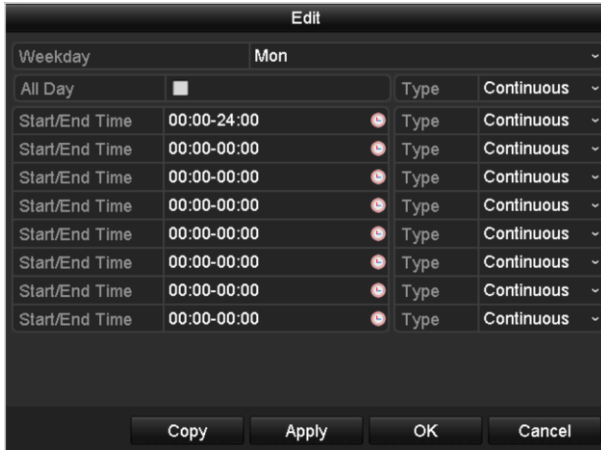 Edit
Weekday Mon
All Day Type Continuous
Start/End Time 00:00-24:00 Type Continuous
Start/End Time 00:00-00:00 Type Continuous
Start/End Time 00:00-00:00 Type Continuous
Start/End Time 00:00-00:00 Type Continuous
Start/End Time 00:00-00:00 Type Continuous
Start/End Time 00:00-00:00 Type Continuous
Start/End Time 00:00-00:00 Type Continuous
Start/End Time 00:00-00:00 Type Continuous
Copy Apply OK Cancel